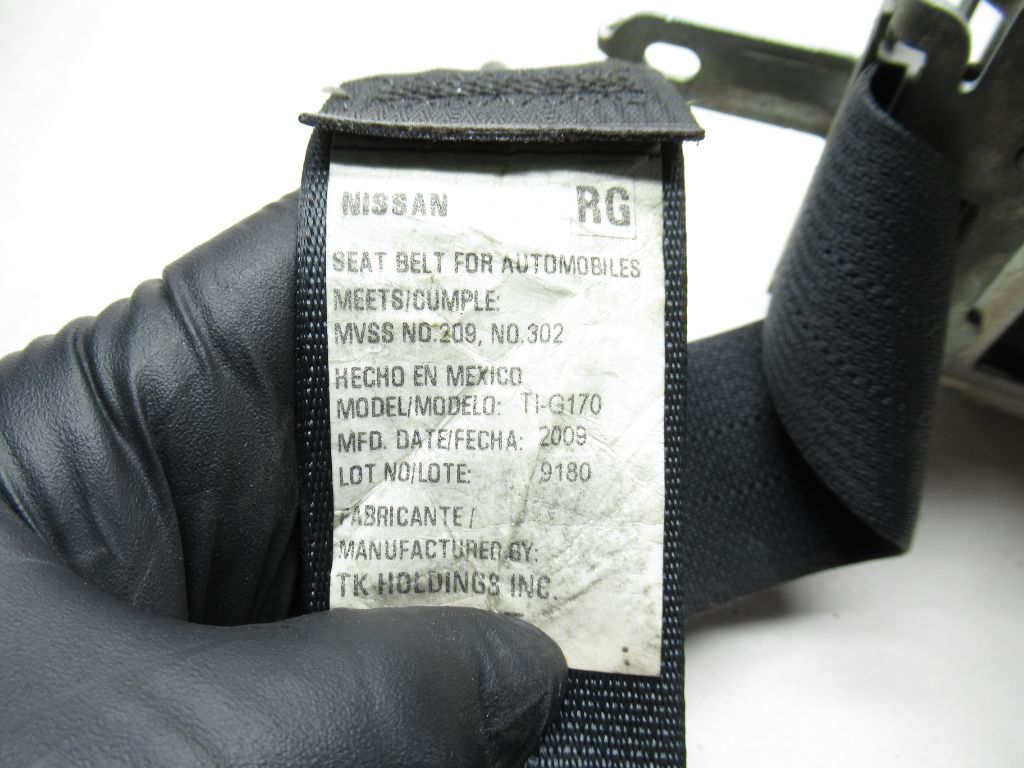 NISSAN RG
SEAT BELT FOR AUTOMOBILES
MEETS/CUMPLE:
MVSS NO.209, NO.302
HECHO EN MEXICO
MODEL/MODELO: TI-G170
MFD. DATE/FECHA: 2009
LOT NO/LOTE: 9180
FABRICANTE/
MANUFACTURED BY:
TK HOLDINGS INC.